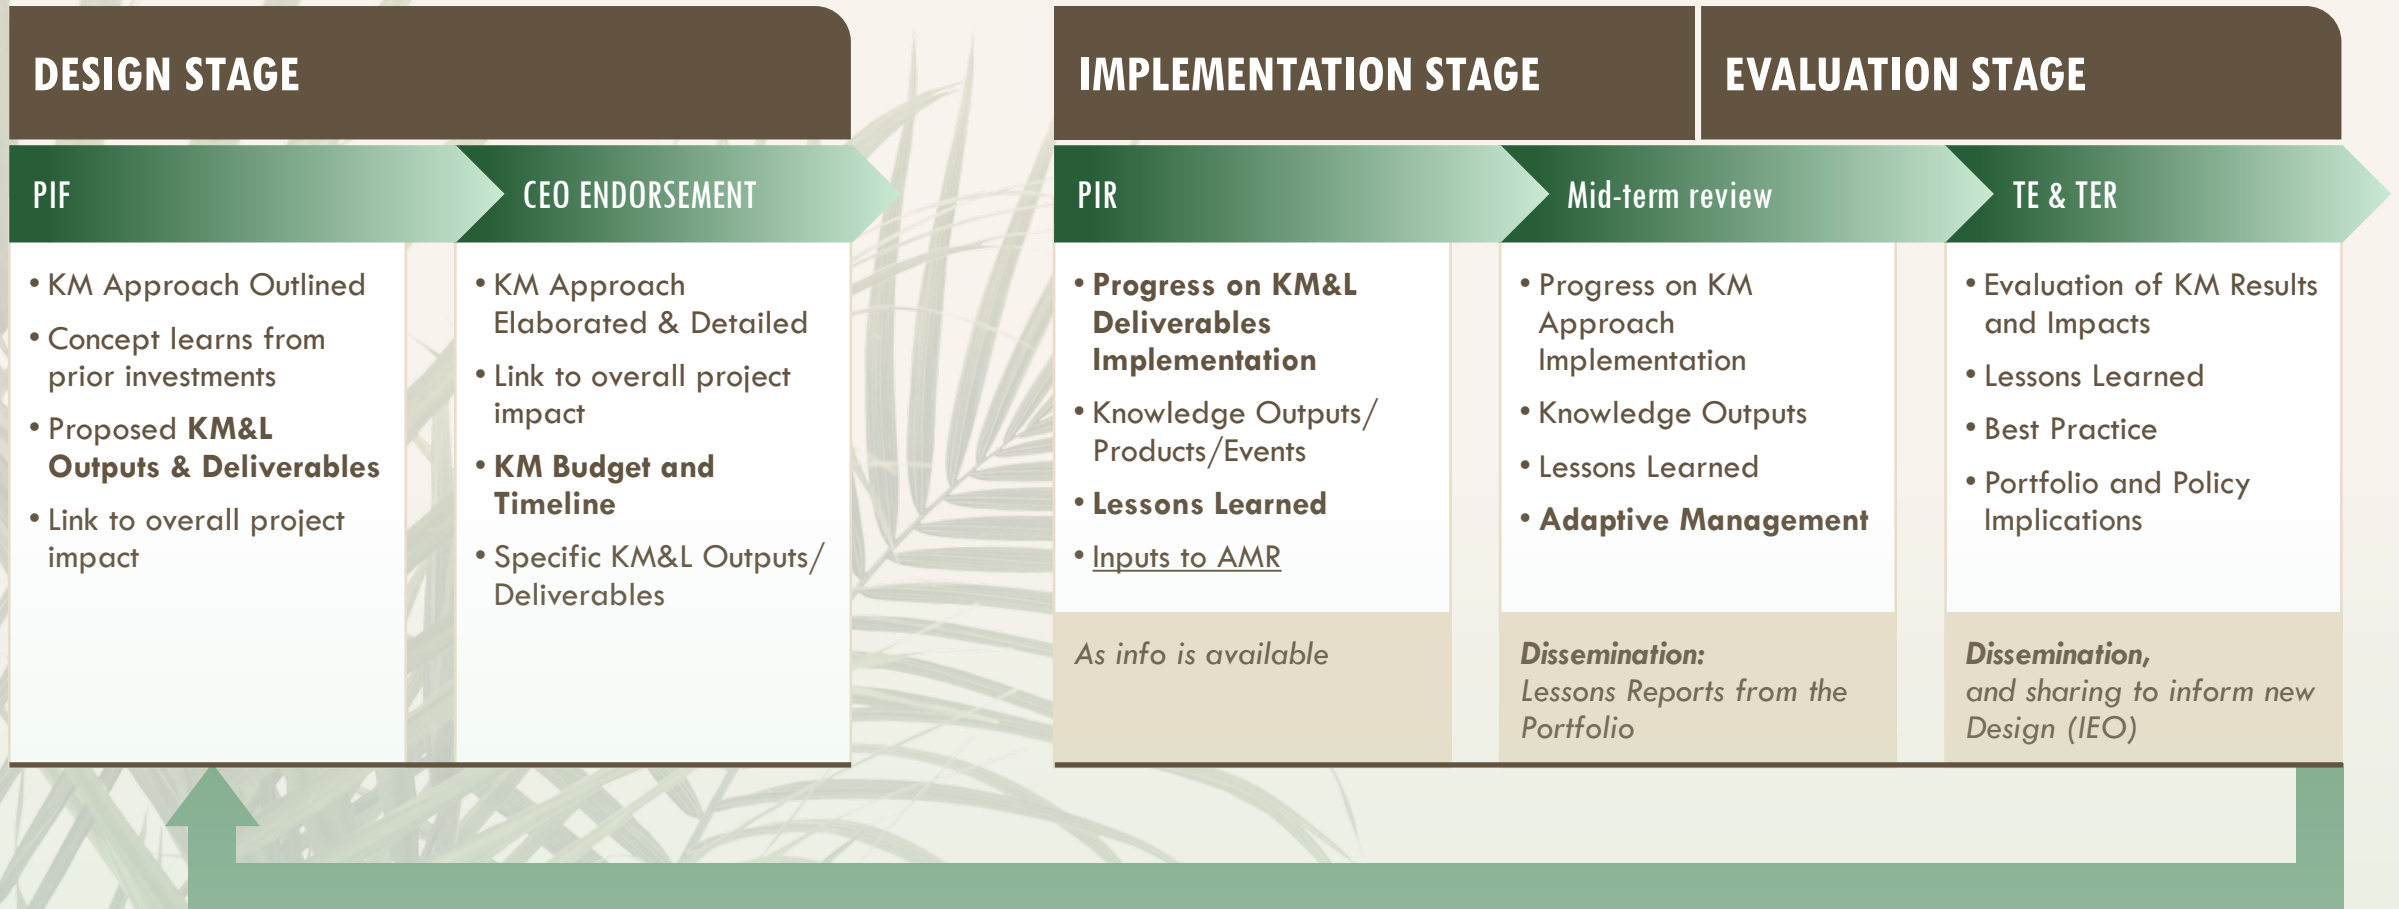 DESIGN STAGE
PIF
• KM Approach Outlined
• Concept learns from
prior investments
• Proposed KM&L
Outputs & Deliverables
• Link to overall project
impact
CEO ENDORSEMENT
• KM Approach
Elaborated & Detailed
• Link to overall project
impact
• KM Budget and
Timeline
• Specific KM&L Outputs/
Deliverables
IMPLEMENTATION STAGE
EVALUATION STAGE
PIR
• Progress on KM&L
Deliverables
Implementation
• Knowledge Outputs/
Products/Events
• Lessons Learned
• Inputs to AMR
As info is available
Mid-term review
• Progress on KM
Approach
Implementation
• Knowledge Outputs
• Lessons Learned
• Adaptive Management
Dissemination:
Lessons Reports from the
Portfolio
TE & TER
• Evaluation of KM Results
and Impacts
• Lessons Learned
• Best Practice
• Portfolio and Policy
Implications
Dissemination,
and sharing to inform new
Design (IEO)